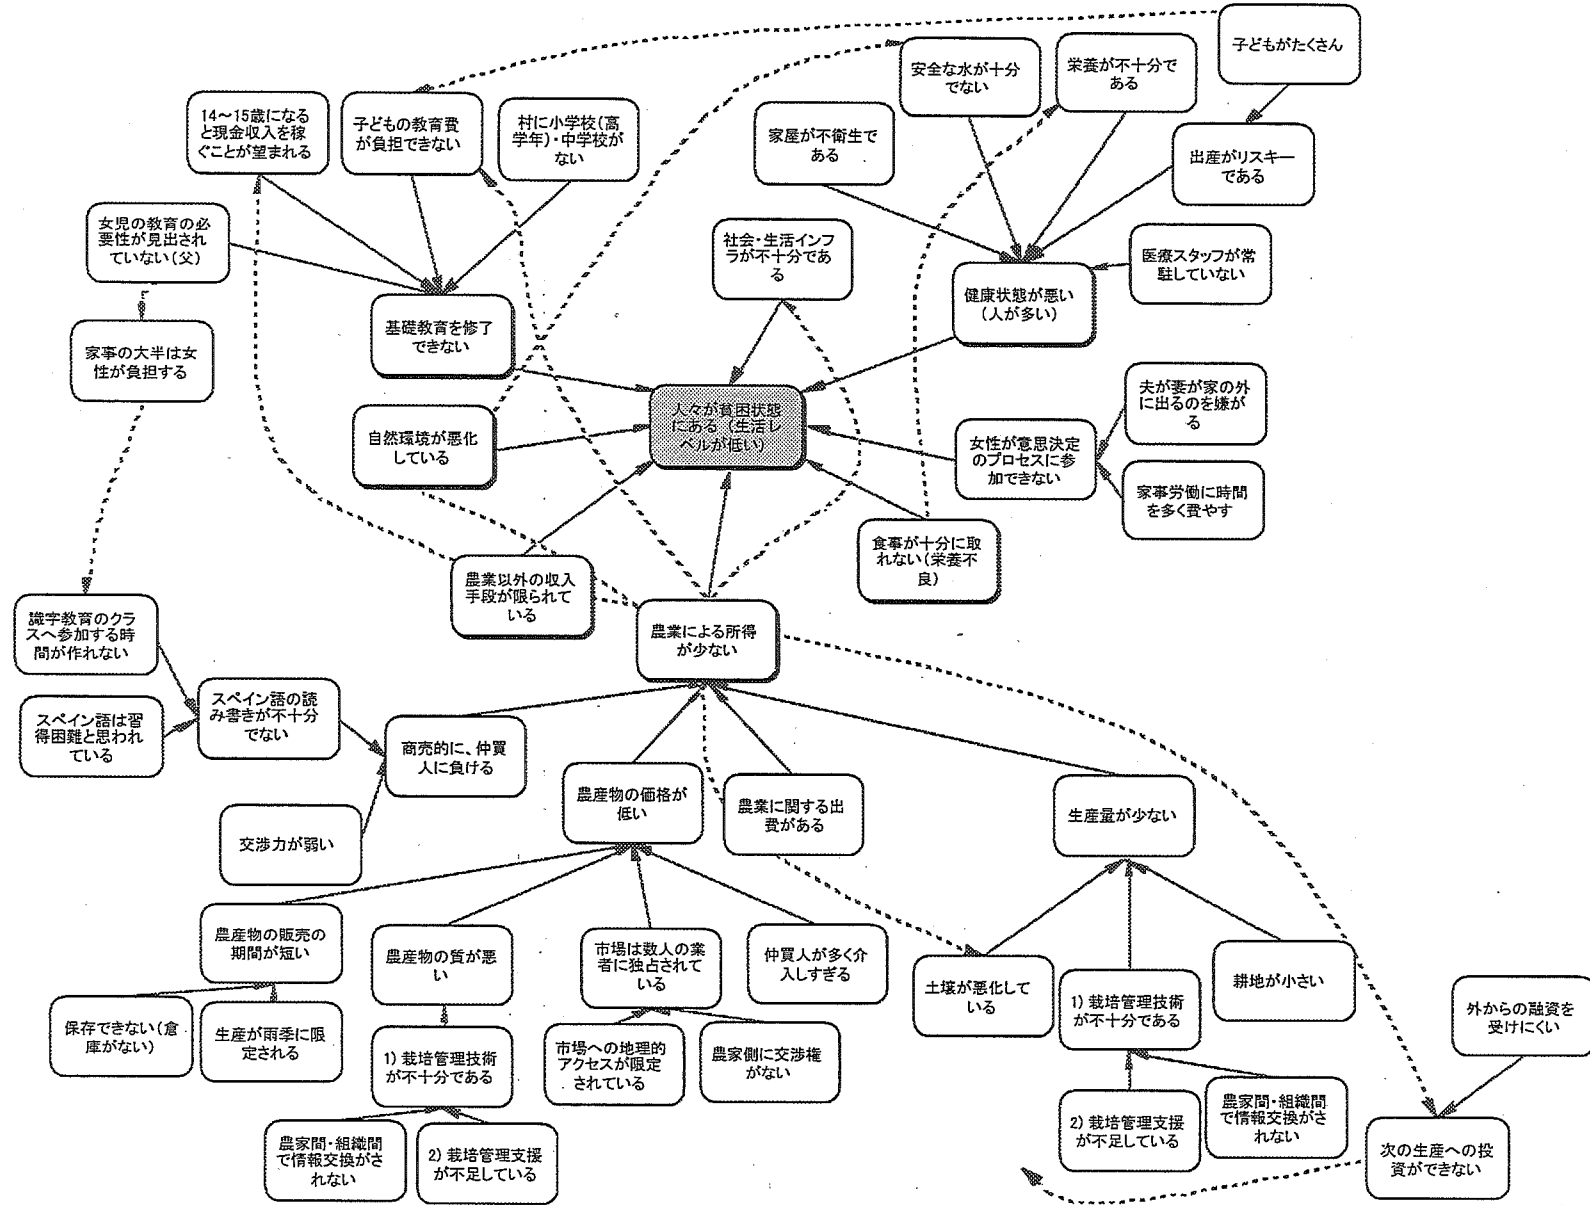 子どもがたくさん
安全な水が十分
でない
栄養が不十分で
ある
14～15歳になる
と現金収入を稼
ぐことが望まれる
子どもの教育費
が負担できない
村に小学校(高
学年)・中学校が
ない
家屋が不衛生で
ある
出産がリスキー
である
女児の教育の必
要性が見出され
ていない(父)
社会・生活インフ
ラが不十分であ
る
健康状態が悪い
(人が多い)
医療スタッフが常
駐していない
基礎教育を修了
できない
家事の大半は女
性が負担する
人々が貧困状態
にある（生活レ
ベルが低い）
夫が妻が家の外
に出るのを嫌が
る
自然環境が悪化
している
女性が意思決定
のプロセスに参
加できない
家事労働に時間
を多く費やす
食事が十分に取
れない(栄養不
良)
農業以外の収入
手段が限られて
いる
農業による所得
が少ない
識字教育のクラ
スへ参加する時
間が作れない
スペイン語の読
み書きが不十分
でない
スペイン語は習
得困難と思われ
ている
商売的に、仲買
人に負ける
農産物の価格が
低い
農業に関する出
費がある
生産量が少ない
交渉力が弱い
農産物の販売の
期間が短い
農産物の質が悪
い
市場は数人の業
者に独占されて
いる
仲買人が多く介
入しすぎる
土壌が悪化して
いる
1) 栽培管理技術
が不十分である
耕地が小さい
外からの融資を
受けにくい
保存できない(倉
庫がない)
生産が雨季に限
定される
1) 栽培管理技術
が不十分である
市場への地理的
アクセスが限定
されている
農家側に交渉権
がない
農家間・組織間
で情報交換がさ
れない
2) 栽培管理支援
が不足している
2) 栽培管理支援
が不足している
農家間・組織間
で情報交換がさ
れない
次の生産への投
資ができない